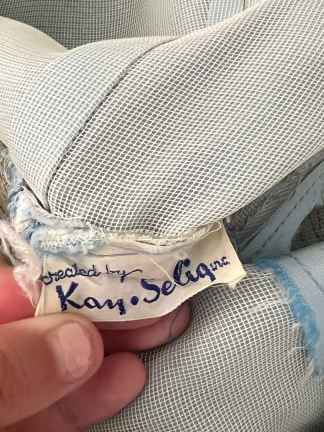 created by
Kay • Selig inc.